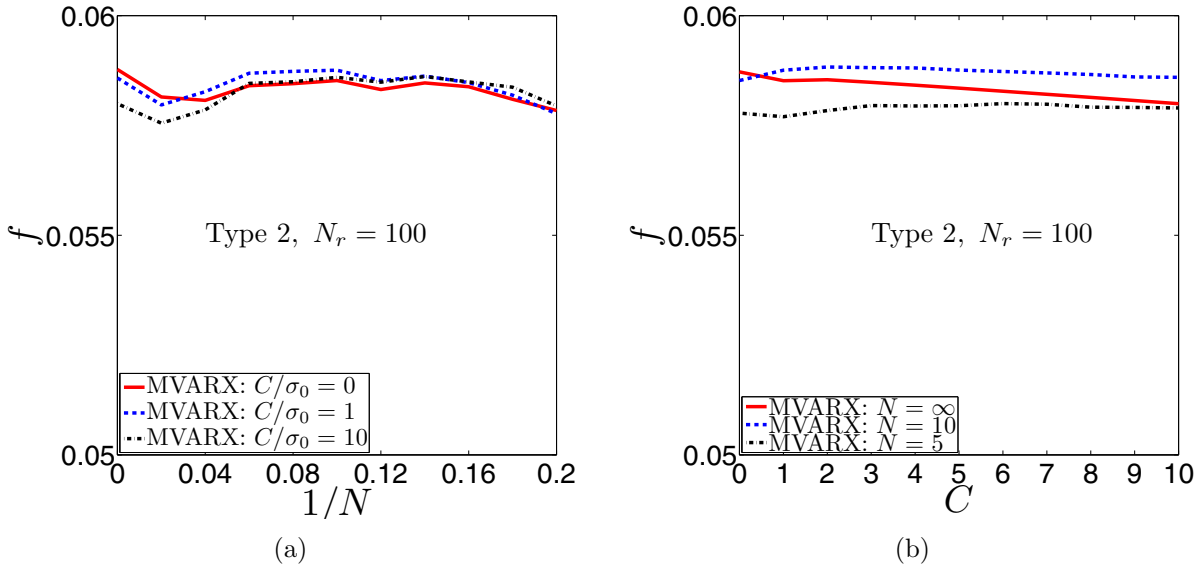 0.06
f
0.055
Type 2, N_r = 100
MVARX: C/σ_0 = 0
MVARX: C/σ_0 = 1
MVARX: C/σ_0 = 10
0.05
0 0.04 0.08 0.12 0.16 0.2
1/N
(a)
0.06
f
0.055
Type 2, N_r = 100
MVARX: N = ∞
MVARX: N = 10
MVARX: N = 5
0.05
0 1 2 3 4 5 6 7 8 9 10
C
(b)